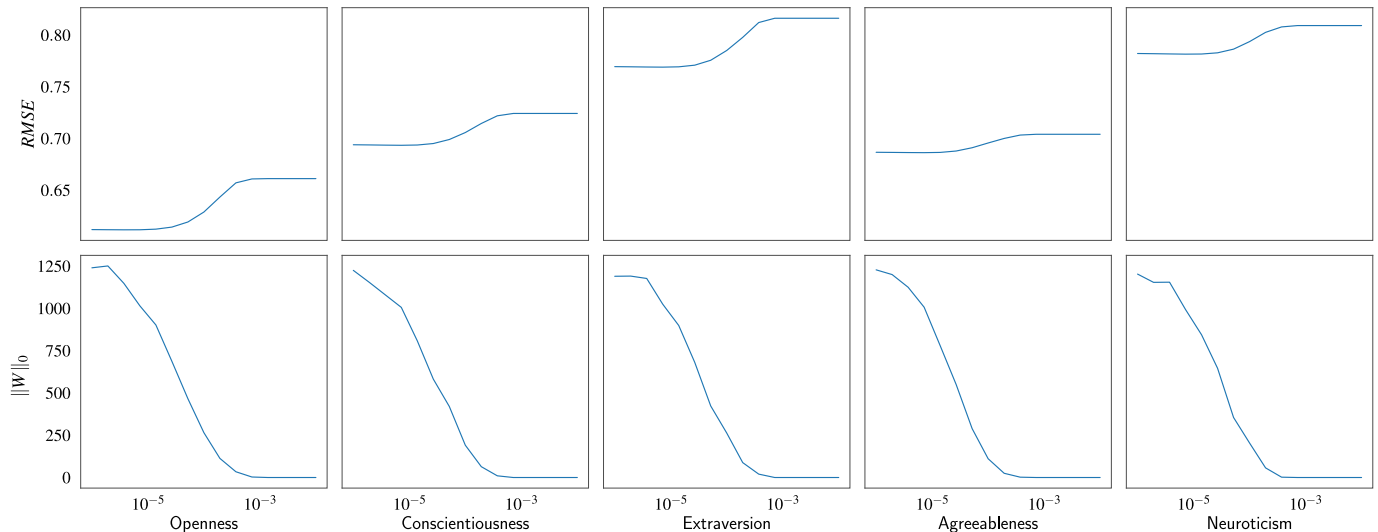 RMSE
0.80
0.75
0.70
0.65
||W||₀
1250
1000
750
500
250
0
10⁻⁵ 10⁻³ 10⁻⁵ 10⁻³ 10⁻⁵ 10⁻³ 10⁻⁵ 10⁻³ 10⁻⁵ 10⁻³
Openness Conscientiousness Extraversion Agreeableness Neuroticism